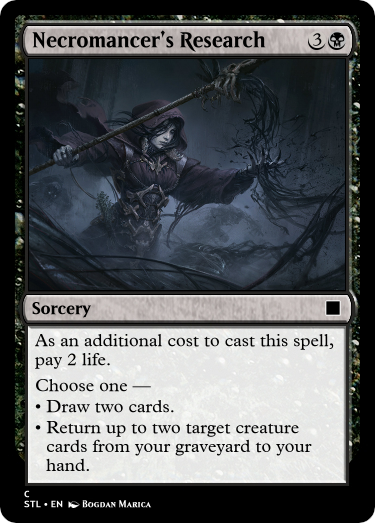 Necromancer's Research 3
Sorcery
As an additional cost to cast this spell,
pay 2 life.
Choose one —
• Draw two cards.
• Return up to two target creature
cards from your graveyard to your
hand.
C
STL • EN Bogdan Marica